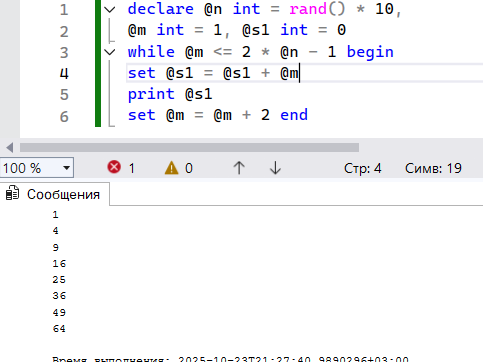 1 declare @n int = rand() * 10,
2 @m int = 1, @s1 int = 0
3 while @m <= 2 * @n - 1 begin
4 set @s1 = @s1 + @m
5 print @s1
6 set @m = @m + 2 end
100 % 1 0 Стр: 4 Симв: 19
Сообщения
1
4
9
16
25
36
49
64
Время выполнения: 2025-10-23T21:27:40.9890296+03:00